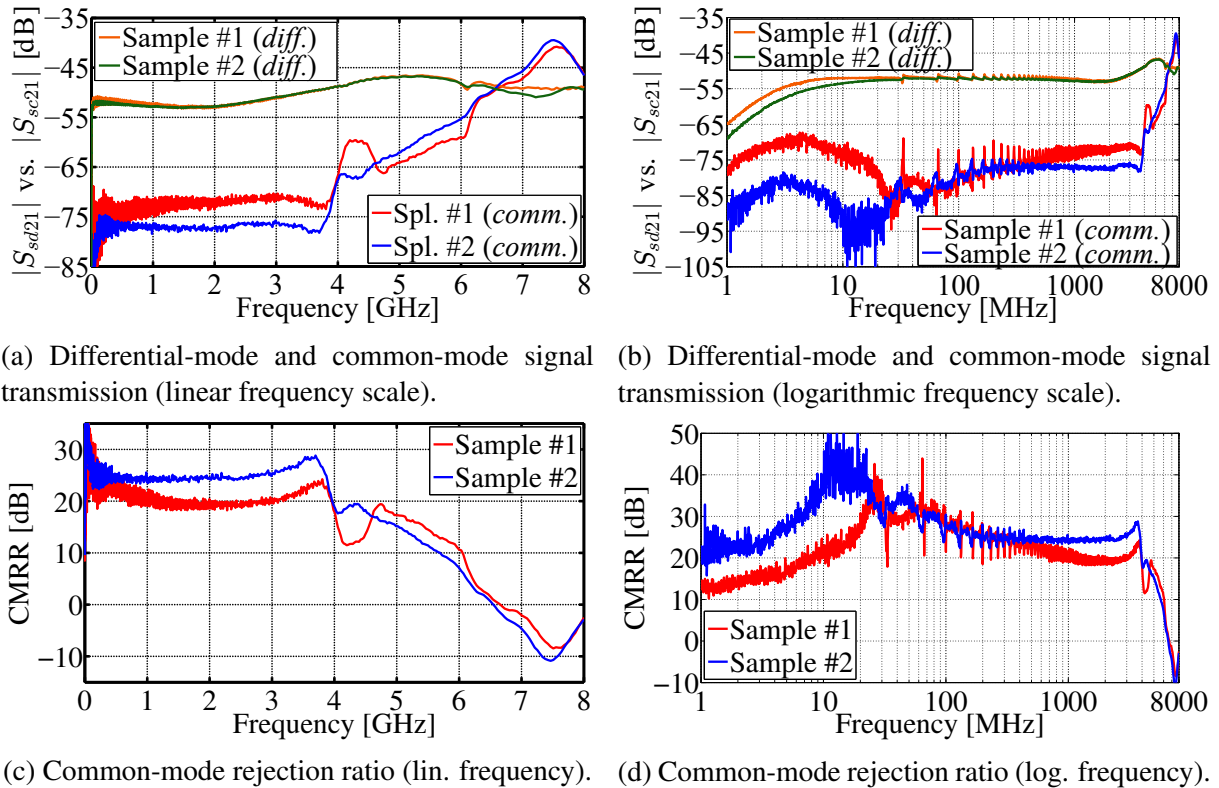 |S_sd21| vs. |S_sc21| [dB]
−35
−45
−55
−65
−75
−85
Sample #1 (diff.)
Sample #2 (diff.)
Spl. #1 (comm.)
Spl. #2 (comm.)
0 1 2 3 4 5 6 7 8
Frequency [GHz]
(a) Differential-mode and common-mode signal
transmission (linear frequency scale).
|S_sd21| vs. |S_sc21| [dB]
−35
−45
−55
−65
−75
−85
−95
−105
Sample #1 (diff.)
Sample #2 (diff.)
Sample #1 (comm.)
Sample #2 (comm.)
1 10 100 1000 8000
Frequency [MHz]
(b) Differential-mode and common-mode signal
transmission (logarithmic frequency scale).
CMRR [dB]
30
20
10
0
−10
Sample #1
Sample #2
0 1 2 3 4 5 6 7 8
Frequency [GHz]
(c) Common-mode rejection ratio (lin. frequency).
CMRR [dB]
50
40
30
20
10
0
−10
Sample #1
Sample #2
1 10 100 1000 8000
Frequency [MHz]
(d) Common-mode rejection ratio (log. frequency).